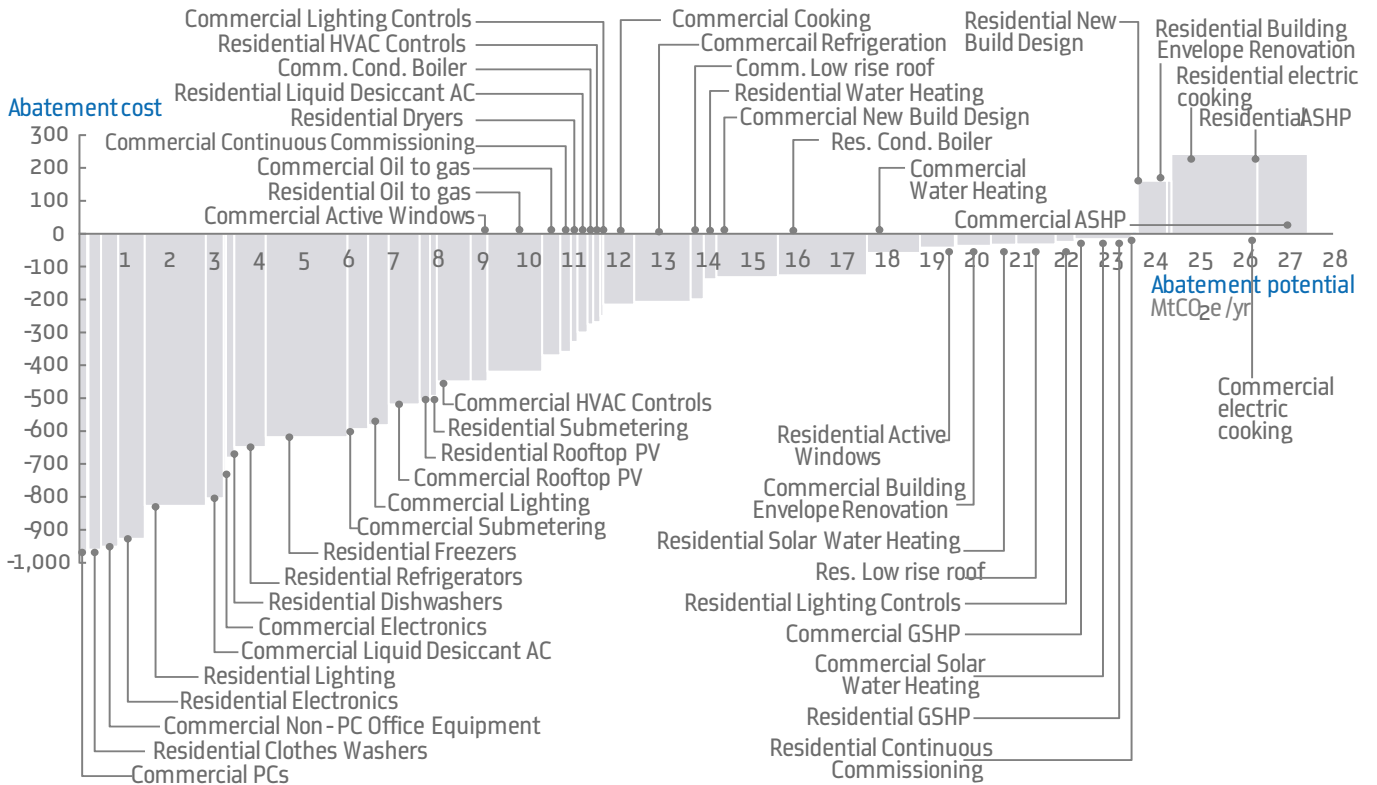 Commercial Lighting Controls
Residential HVAC Controls
Comm. Cond. Boiler
Residential Liquid Desiccant AC
Residential Dryers
Commercial Continuous Commissioning
Commercial Oil to gas
Residential Oil to gas
Commercial Active Windows
Commercial Cooking
Commercail Refrigeration
Comm. Low rise roof
Residential Water Heating
Commercial New Build Design
Res. Cond. Boiler
Commercial
Water Heating
Commercial ASHP
Residential New
Build Design
Residential Building
Envelope Renovation
Residential electric
cooking
Residential ASHP
Abatement cost
300
200
100
0
-100
-200
-300
-400
-500
-600
-700
-800
-900
-1,000
1 2 3 4 5 6 7 8 9 10 11 12 13 14 15 16 17 18 19 20 21 22 23 24 25 26 27 28
Abatement potential
MtCO2e /yr
Commercial HVAC Controls
Residential Submetering
Residential Rooftop PV
Commercial Rooftop PV
Commercial Lighting
Commercial Submetering
Residential Freezers
Residential Refrigerators
Residential Dishwashers
Commercial Electronics
Commercial Liquid Desiccant AC
Residential Lighting
Residential Electronics
Commercial Non-PC Office Equipment
Residential Clothes Washers
Commercial PCs
Residential Active
Windows
Commercial Building
Envelope Renovation
Residential Solar Water Heating
Res. Low rise roof
Residential Lighting Controls
Commercial GSHP
Commercial Solar
Water Heating
Residential GSHP
Residential Continuous
Commissioning
Commercial
electric
cooking